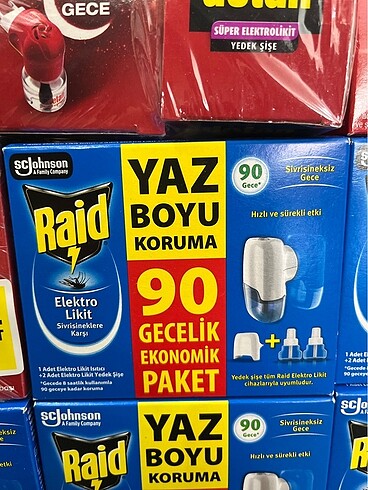 GECE
SÜPER ELEKTROLİKİT
YEDEK ŞİŞE
SCJohnson
A Family Company
Raid
Elektro
Likit
Sivrisineklere
Karşı
1 Adet Elektro Likit Isıtıcı
+2 Adet Elektro Likit Yedek Şişe
*Gecede 8 saatlik kullanımla
90 geceye kadar koruma
YAZ
BOYU
KORUMA
90
GECELİK
EKONOMİK
PAKET
90
Gece*
Sivrisineksiz
Gece
Hızlı ve sürekli etki
+
Yedek şişe tüm Raid Elektro Likit
cihazlarıyla uyumludur.
SCJohnson
A Family Company
Raid
YAZ
BOYU
KORUMA
90
Gece*
Sivrisineksiz
Gece
Hızlı ve sürekli etki